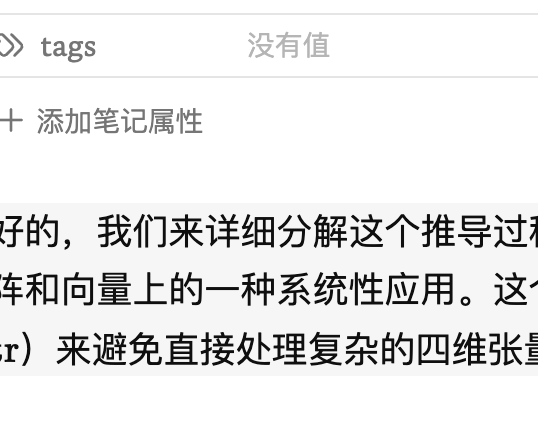 tags 没有值
添加笔记属性
好的，我们来详细分解这个推导过
阵和向量上的一种系统性应用。这
tr）来避免直接处理复杂的四维张